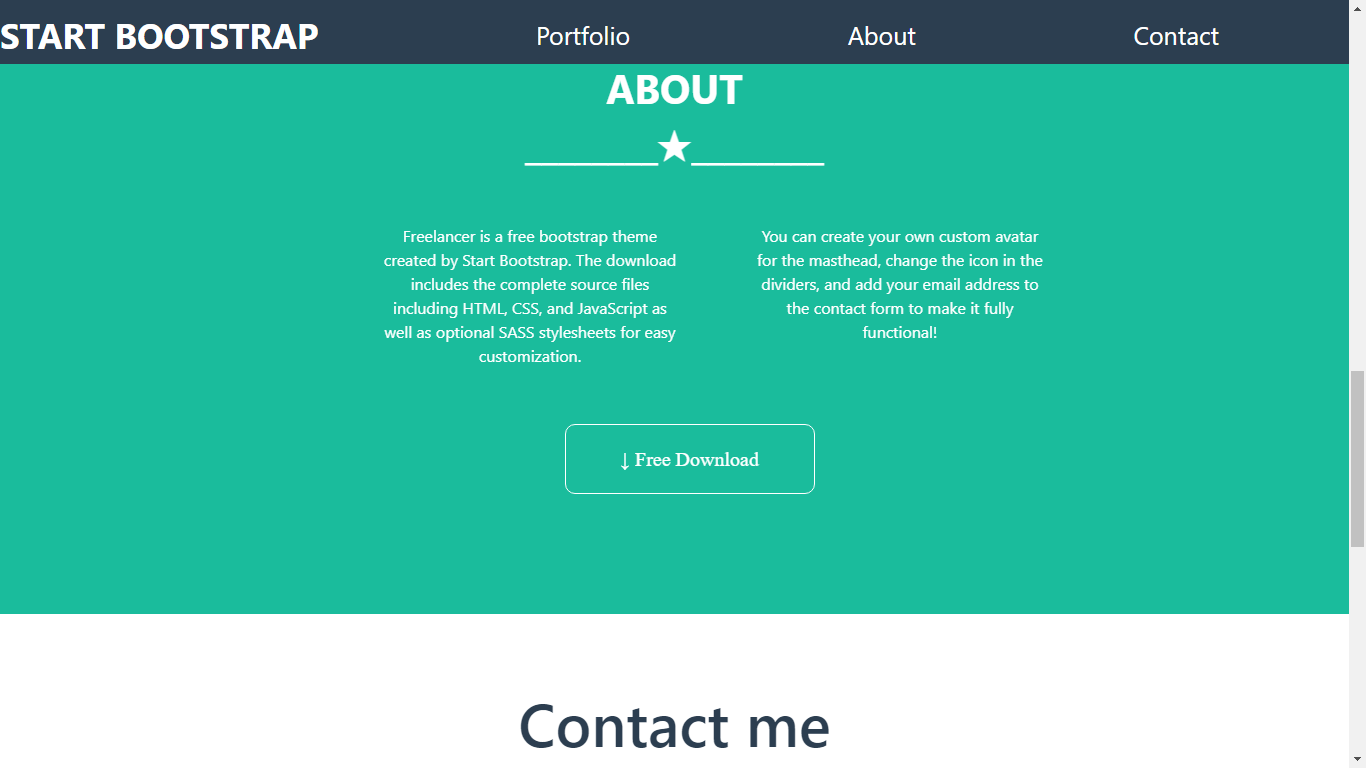 START BOOTSTRAP Portfolio About Contact
ABOUT
Freelancer is a free bootstrap theme
created by Start Bootstrap. The download
includes the complete source files
including HTML, CSS, and JavaScript as
well as optional SASS stylesheets for easy
customization.
You can create your own custom avatar
for the masthead, change the icon in the
dividers, and add your email address to
the contact form to make it fully
functional!
↓ Free Download
Contact me